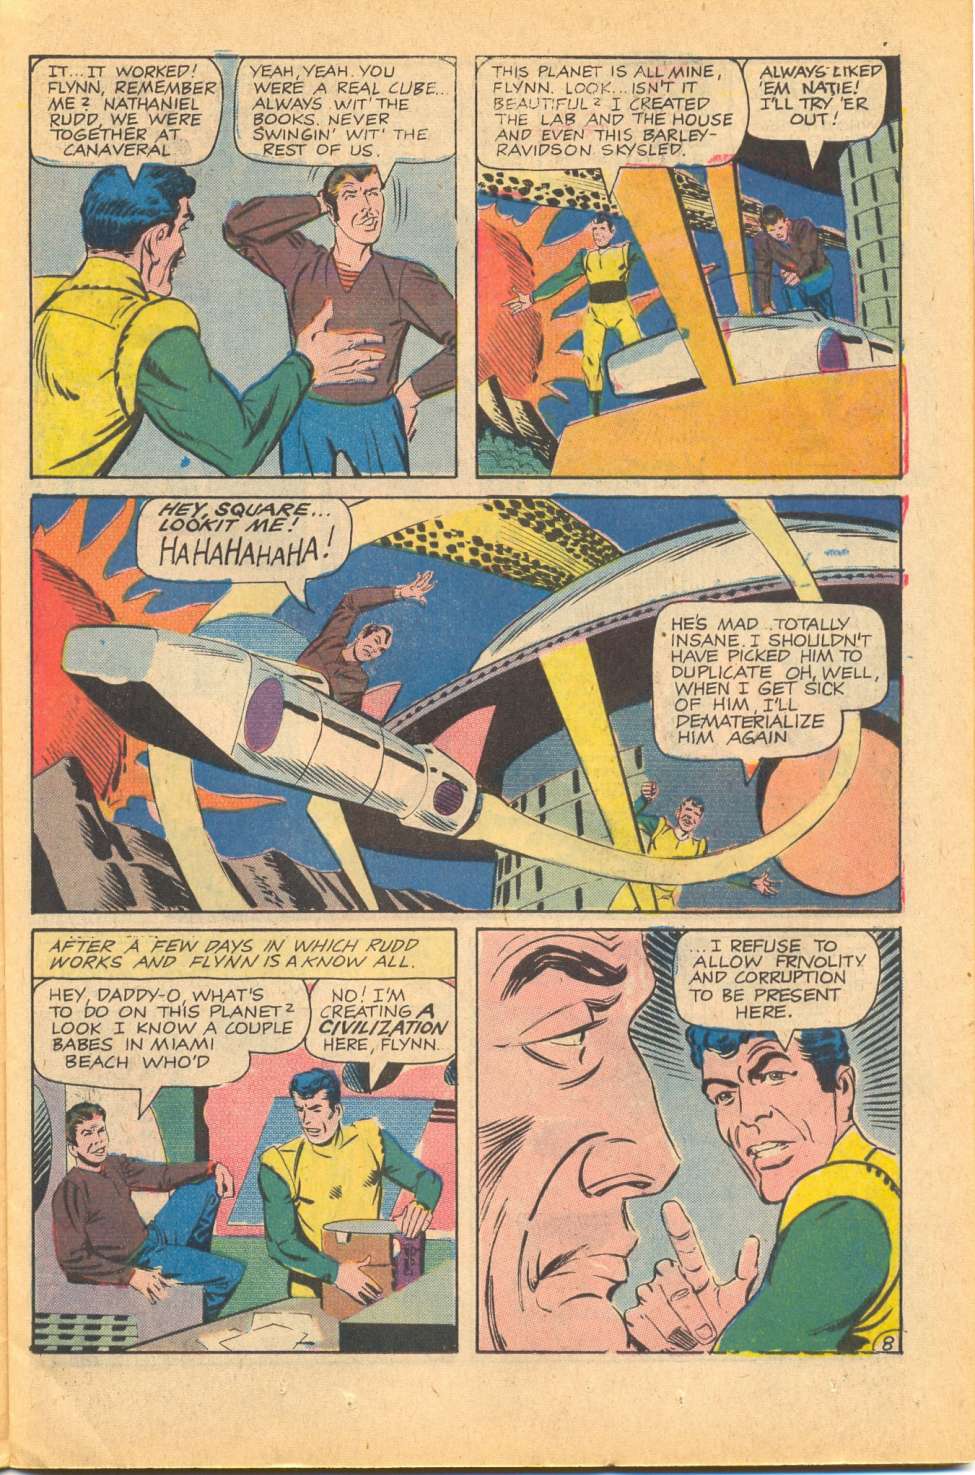 IT...IT WORKED!
FLYNN, REMEMBER
ME? NATHANIEL
RUDD, WE WERE
TOGETHER AT
CANAVERAL
YEAH, YEAH. YOU
WERE A REAL CUBE...
ALWAYS WIT' THE
BOOKS. NEVER
SWINGIN' WIT' THE
REST OF US.
THIS PLANET IS ALL MINE,
FLYNN. LOOK...ISN'T IT
BEAUTIFUL? I CREATED
THE LAB AND THE HOUSE
AND EVEN THIS BARLEY-
RAVIDSON SKYSLED.
ALWAYS LIKED
'EM NATIE!
I'LL TRY 'ER
OUT!
HEY, SQUARE...
LOOKIT ME!
HAHAHAHAHA!
HE'S MAD. TOTALLY
INSANE. I SHOULDN'T
HAVE PICKED HIM TO
DUPLICATE OH, WELL,
WHEN I GET SICK
OF HIM, I'LL
DEMATERIALIZE
HIM AGAIN
AFTER A FEW DAYS IN WHICH RUDD
WORKS AND FLYNN IS A KNOW ALL.
HEY, DADDY-O, WHAT'S
TO DO ON THIS PLANET?
LOOK I KNOW A COUPLE
BABES IN MIAMI
BEACH WHO'D
NO! I'M
CREATING A
CIVILIZATION
HERE, FLYNN.
...I REFUSE TO
ALLOW FRIVOLITY
AND CORRUPTION
TO BE PRESENT
HERE.
8